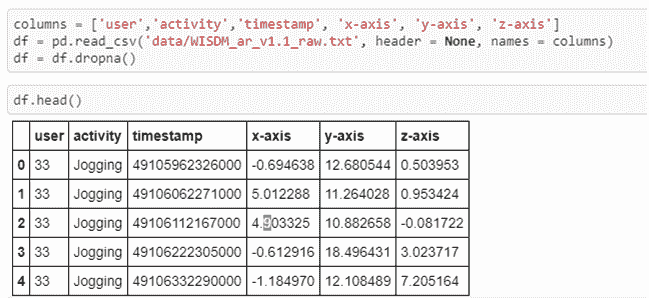 columns = ['user','activity','timestamp', 'x-axis', 'y-axis', 'z-axis']
df = pd.read_csv('data/WISDM_ar_v1.1_raw.txt', header = None, names = columns)
df = df.dropna()
df.head()
user activity timestamp x-axis y-axis z-axis
0 33 Jogging 49105962326000 -0.694638 12.680544 0.503953
1 33 Jogging 49106062271000 5.012288 11.264028 0.953424
2 33 Jogging 49106112167000 4.903325 10.882658 -0.081722
3 33 Jogging 49106222305000 -0.612916 18.496431 3.023717
4 33 Jogging 49106332290000 -1.184970 12.108489 7.205164